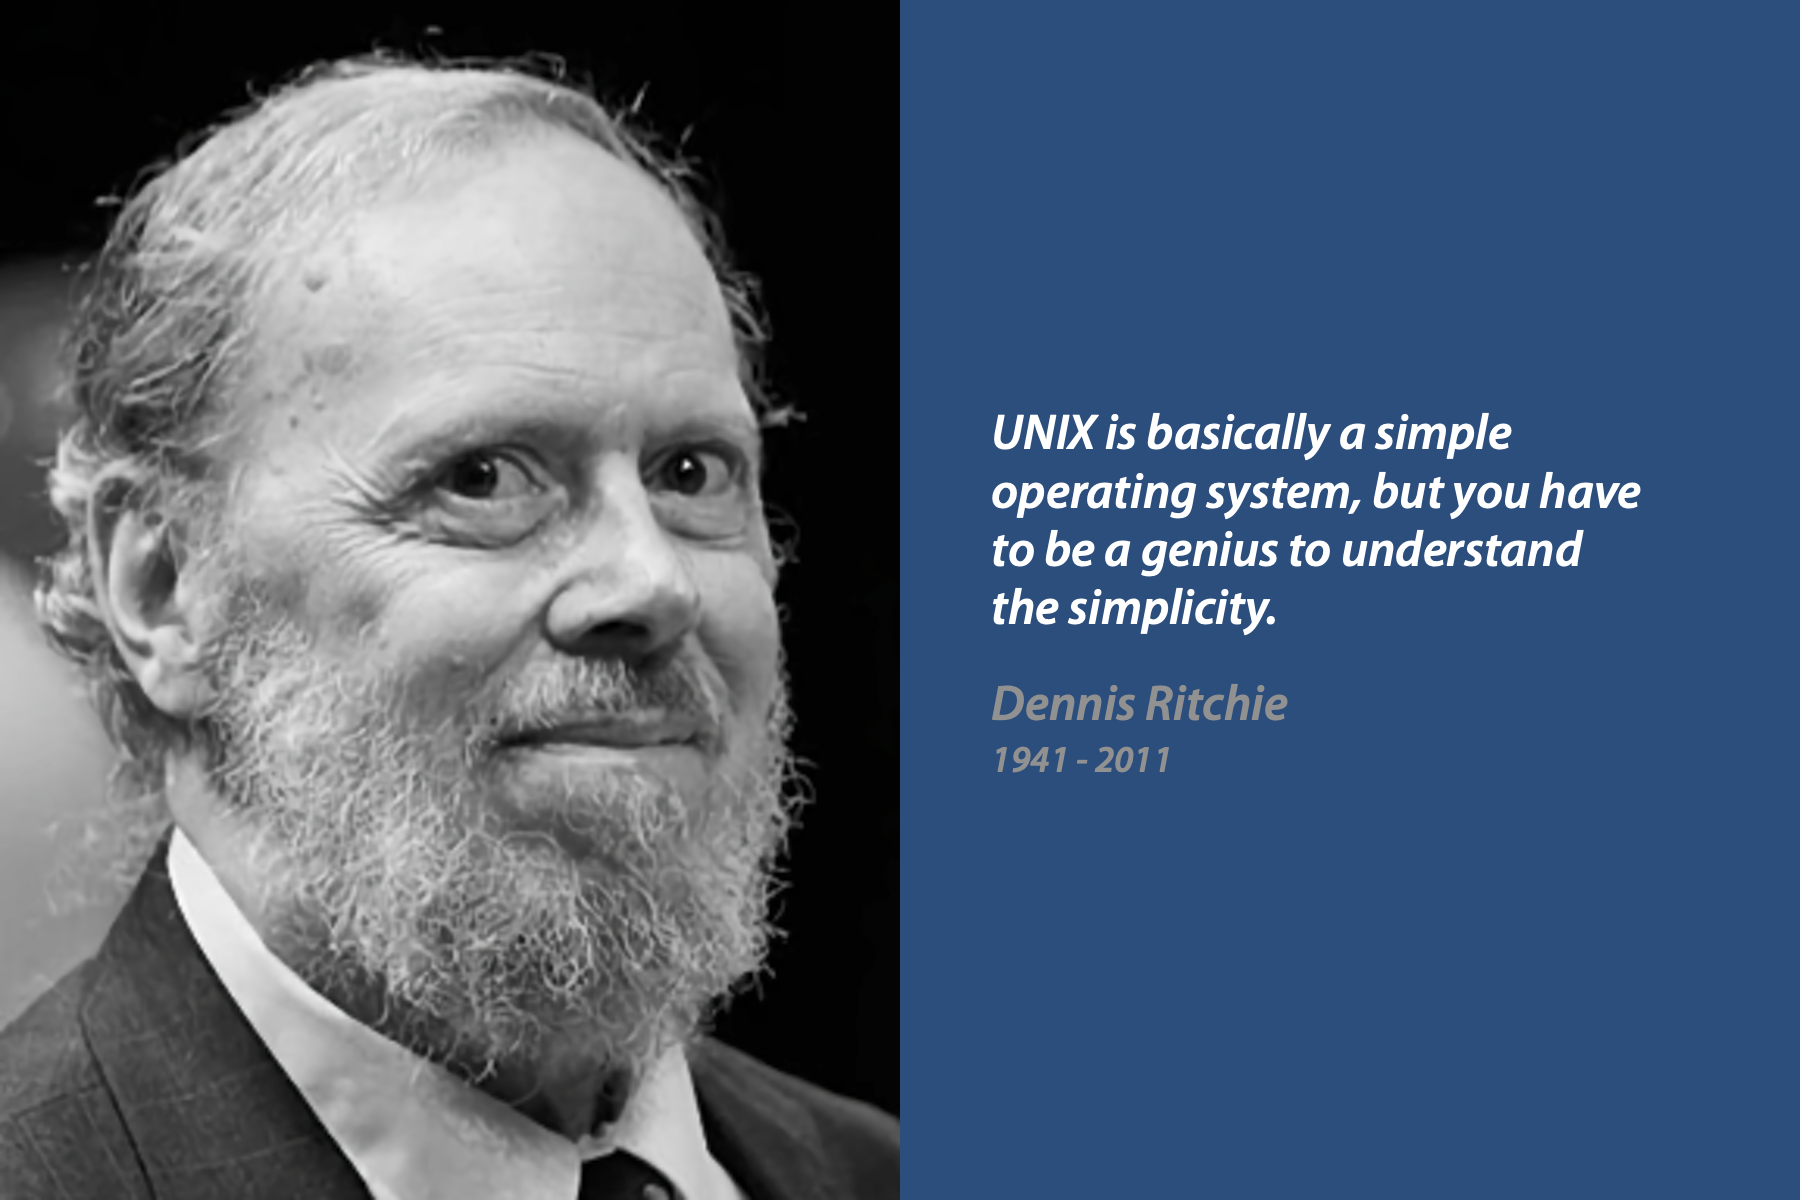 UNIX is basically a simple
operating system, but you have
to be a genius to understand
the simplicity.
Dennis Ritchie
1941 - 2011